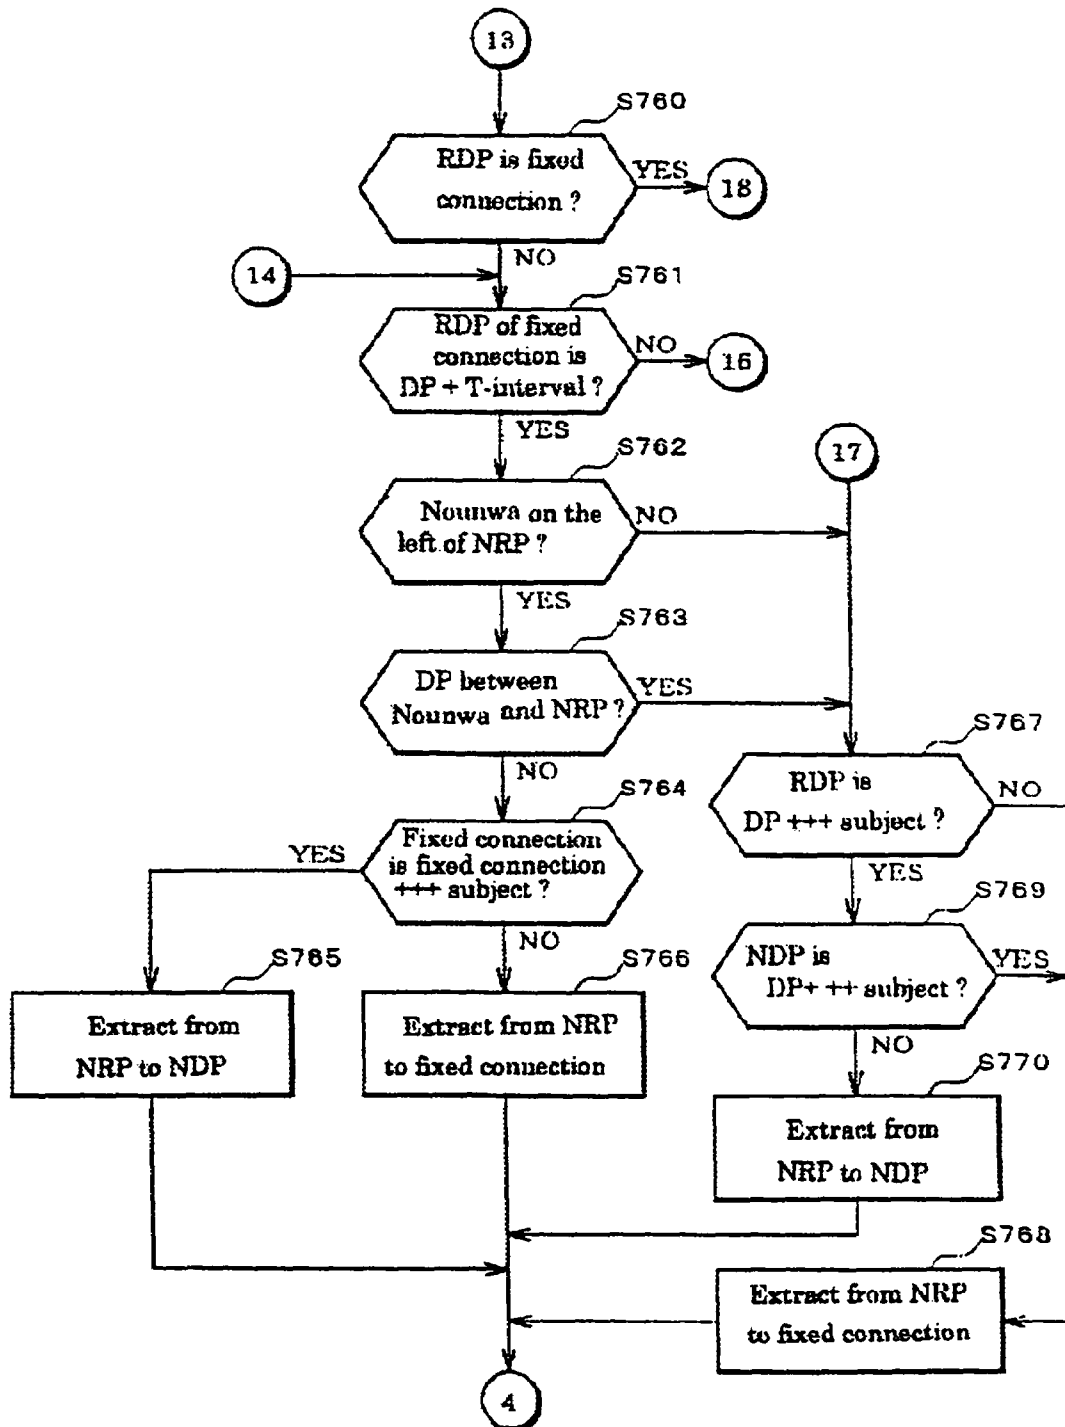 13
S760
RDP is fixed
connection ?
YES
18
NO
14
S761
RDP of fixed
connection is
DP + T-interval ?
NO
16
YES
S762
17
Nounwa on the
left of NRP ?
NO
YES
S763
DP between
Nounwa and NRP ?
YES
S767
NO
RDP is
DP +++ subject ?
NO
S764
Fixed connection
is fixed connection
+++ subject ?
YES
YES
S769
NO
NDP is
DP+ ++ subject ?
YES
S765
S766
Extract from
NRP to NDP
Extract from NRP
to fixed connection
NO
S770
Extract from
NRP to NDP
S768
Extract from NRP
to fixed connection
4